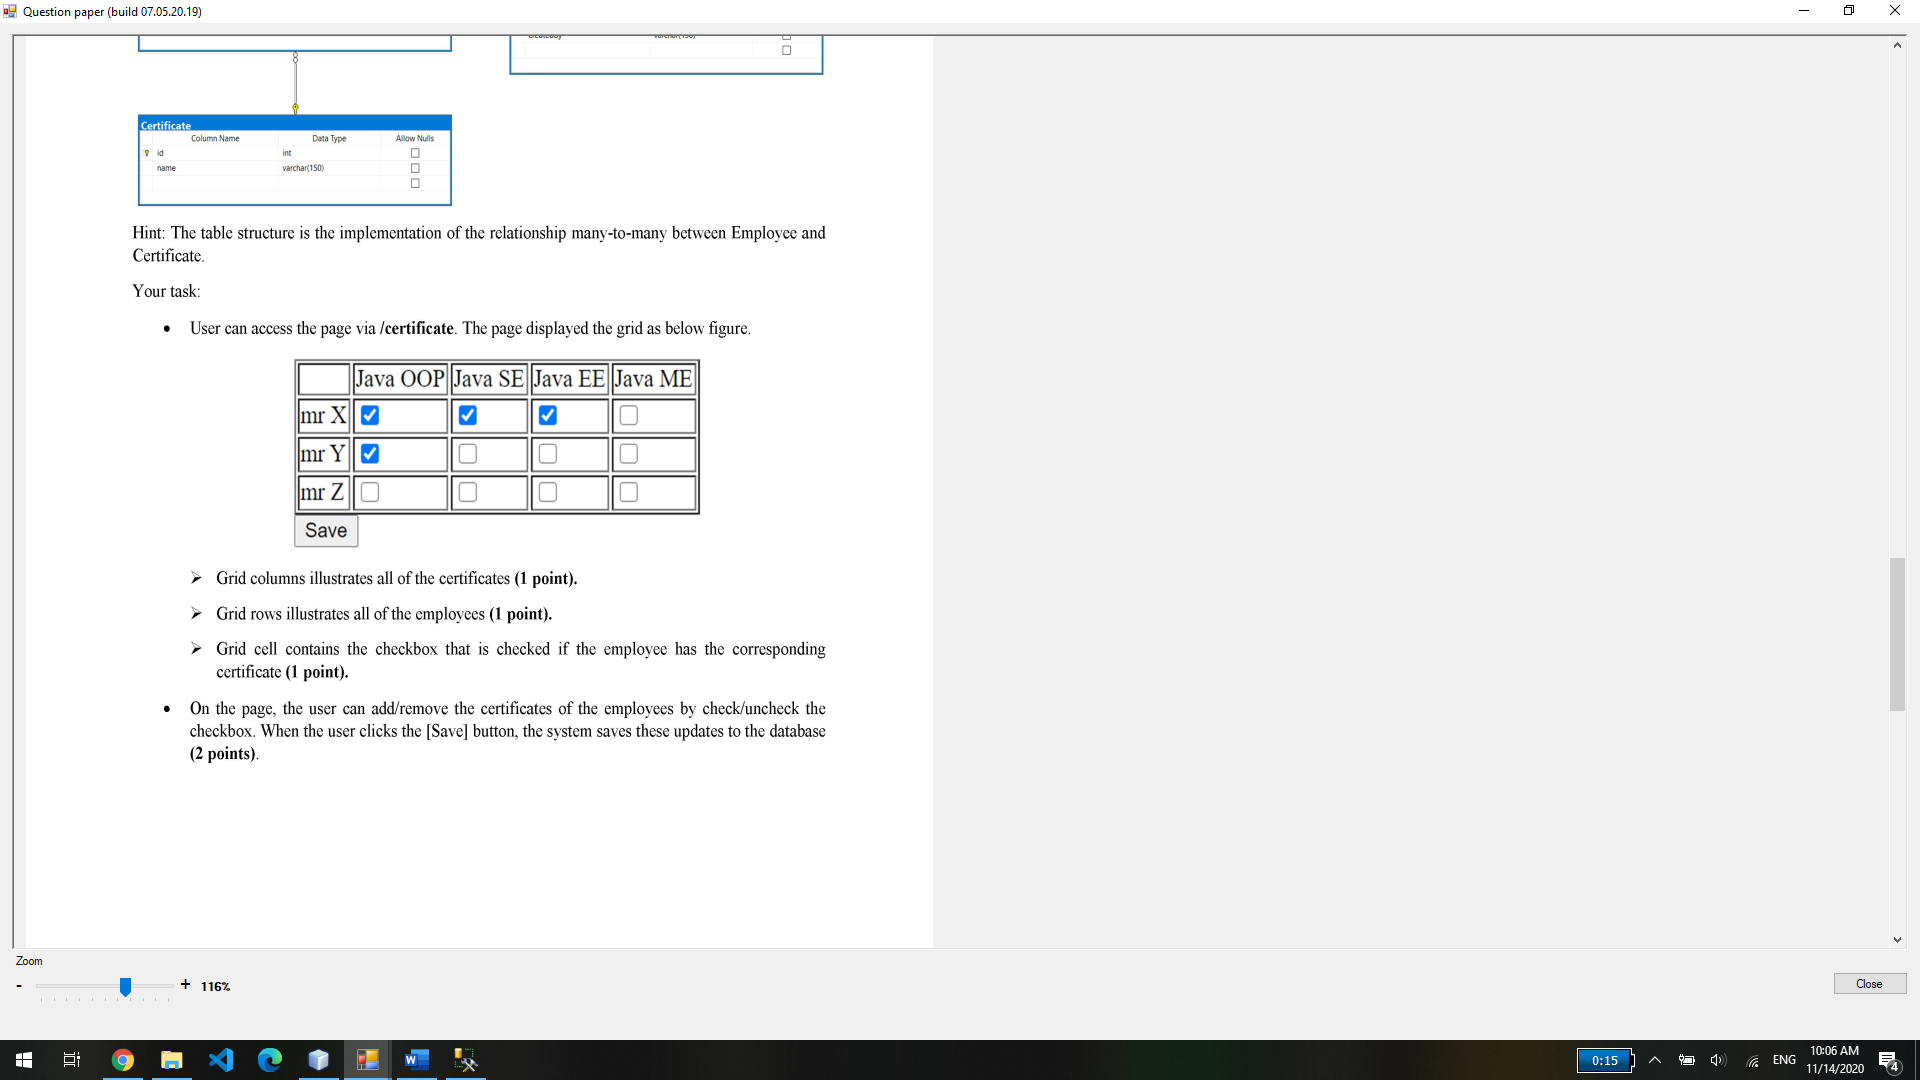 Question paper (build 07.05.20.19)
Certificate
Column Name Data Type Allow Nulls
id int
name varchar(150)
Hint: The table structure is the implementation of the relationship many-to-many between Employee and
Certificate.
Your task:
• User can access the page via /certificate. The page displayed the grid as below figure.
Java OOP Java SE Java EE Java ME
mr X
mr Y
mr Z
Save
➢ Grid columns illustrates all of the certificates (1 point).
➢ Grid rows illustrates all of the employees (1 point).
➢ Grid cell contains the checkbox that is checked if the employee has the corresponding
certificate (1 point).
• On the page, the user can add/remove the certificates of the employees by check/uncheck the
checkbox. When the user clicks the [Save] button, the system saves these updates to the database
(2 points).
Zoom
- + 116%
Close
0:15 ENG 10:06 AM
11/14/2020 4